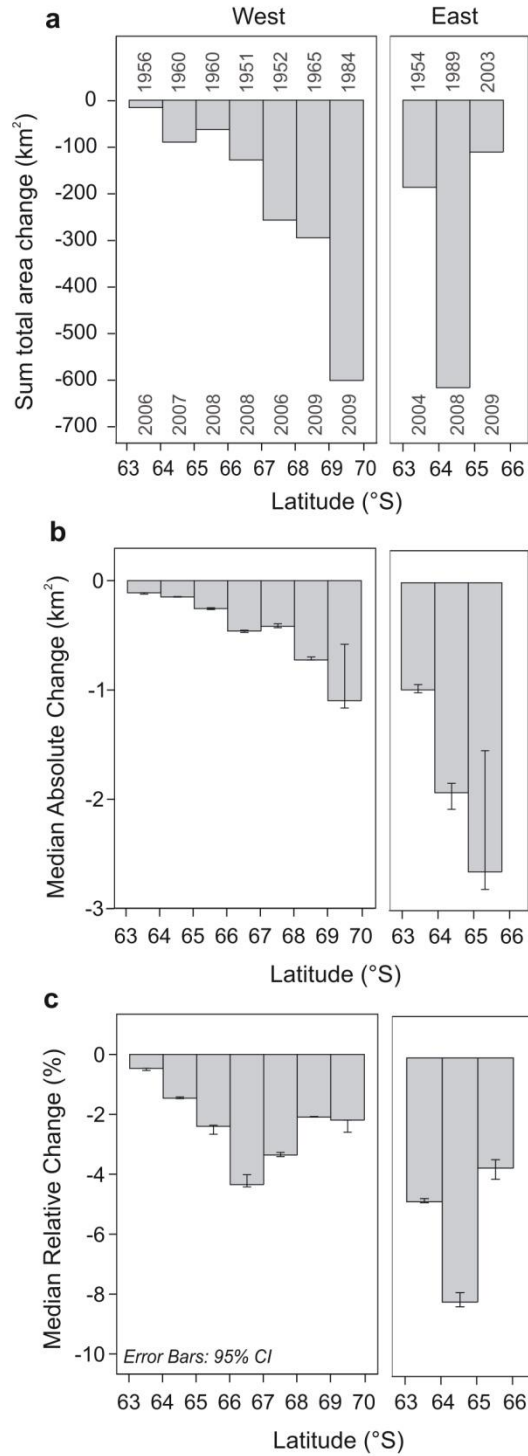 West East
a
1956 1960 1960 1951 1952 1965 1984 1954 1989 2003
0
-100
-200
-300
-400
-500
-600
-700
Sum total area change (km²)
2006 2007 2008 2008 2006 2009 2009 2004 2008 2009
63 64 65 66 67 68 69 70 63 64 65 66
Latitude (°S)
b
0
-1
-2
-3
Median Absolute Change (km²)
63 64 65 66 67 68 69 70 63 64 65 66
Latitude (°S)
c
0
-2
-4
-6
-8
-10
Median Relative Change (%)
Error Bars: 95% CI
63 64 65 66 67 68 69 70 63 64 65 66
Latitude (°S)